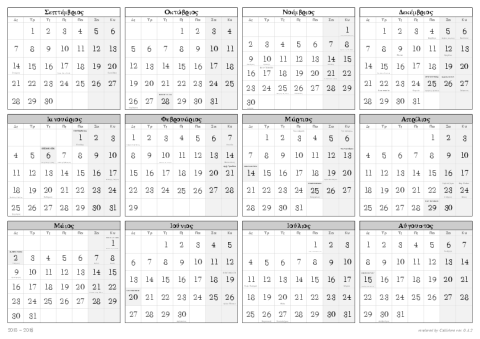 Σεπτέμβριος
Δε Τρ Τε Πε Πα Σα Κυ
1 2 3 4 5 6
7 8 9 10 11 12 13
14 15 16 17 18 19 20
21 22 23 24 25 26 27
28 29 30
Οκτώβριος
Δε Τρ Τε Πε Πα Σα Κυ
1 2 3 4
5 6 7 8 9 10 11
12 13 14 15 16 17 18
19 20 21 22 23 24 25
26 27 28 29 30 31
Νοέμβριος
Δε Τρ Τε Πε Πα Σα Κυ
1
2 3 4 5 6 7 8
9 10 11 12 13 14 15
16 17 18 19 20 21 22
23 24 25 26 27 28 29
30
Δεκέμβριος
Δε Τρ Τε Πε Πα Σα Κυ
1 2 3 4 5 6
7 8 9 10 11 12 13
14 15 16 17 18 19 20
21 22 23 24 25 26 27
28 29 30 31
Ιανουάριος
Δε Τρ Τε Πε Πα Σα Κυ
1 2 3
4 5 6 7 8 9 10
11 12 13 14 15 16 17
18 19 20 21 22 23 24
25 26 27 28 29 30 31
Φεβρουάριος
Δε Τρ Τε Πε Πα Σα Κυ
1 2 3 4 5 6 7
8 9 10 11 12 13 14
15 16 17 18 19 20 21
22 23 24 25 26 27 28
29
Μάρτιος
Δε Τρ Τε Πε Πα Σα Κυ
1 2 3 4 5 6
7 8 9 10 11 12 13
14 15 16 17 18 19 20
21 22 23 24 25 26 27
28 29 30 31
Απρίλιος
Δε Τρ Τε Πε Πα Σα Κυ
1 2 3
4 5 6 7 8 9 10
11 12 13 14 15 16 17
18 19 20 21 22 23 24
25 26 27 28 29 30
Μάιος
Δε Τρ Τε Πε Πα Σα Κυ
1
2 3 4 5 6 7 8
9 10 11 12 13 14 15
16 17 18 19 20 21 22
23 24 25 26 27 28 29
30 31
Ιούνιος
Δε Τρ Τε Πε Πα Σα Κυ
1 2 3 4 5
6 7 8 9 10 11 12
13 14 15 16 17 18 19
20 21 22 23 24 25 26
27 28 29 30
Ιούλιος
Δε Τρ Τε Πε Πα Σα Κυ
1 2 3
4 5 6 7 8 9 10
11 12 13 14 15 16 17
18 19 20 21 22 23 24
25 26 27 28 29 30 31
Αύγουστος
Δε Τρ Τε Πε Πα Σα Κυ
1 2 3 4 5 6 7
8 9 10 11 12 13 14
15 16 17 18 19 20 21
22 23 24 25 26 27 28
29 30 31
2015 - 2016